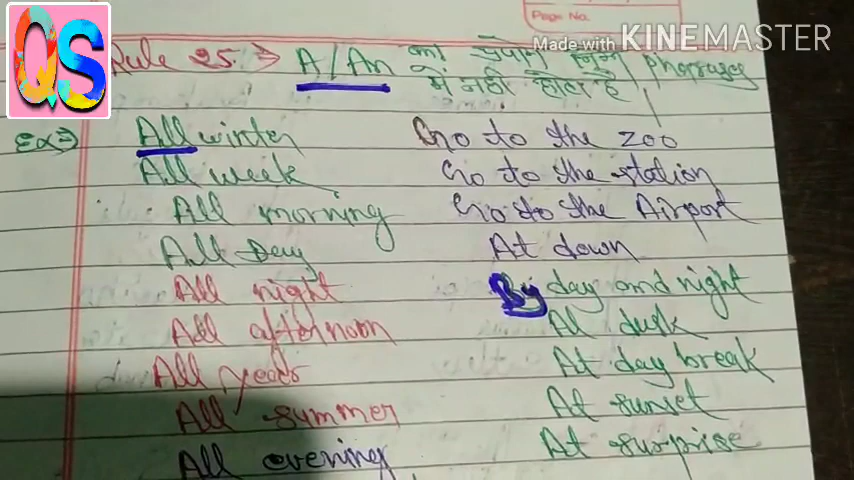 QS
Page No.
Made with KINEMASTER
Rule 25 ⇒ A/An का प्रयोग निम्न phrases
में नही होता है
Ex ⇒ All winter Go to the zoo
All week Go to the station
All morning Go to the Airport
All Day At down
All night By day and night
All afternoon At dusk
All years At day break
All summer At sunset
All evening At surprise